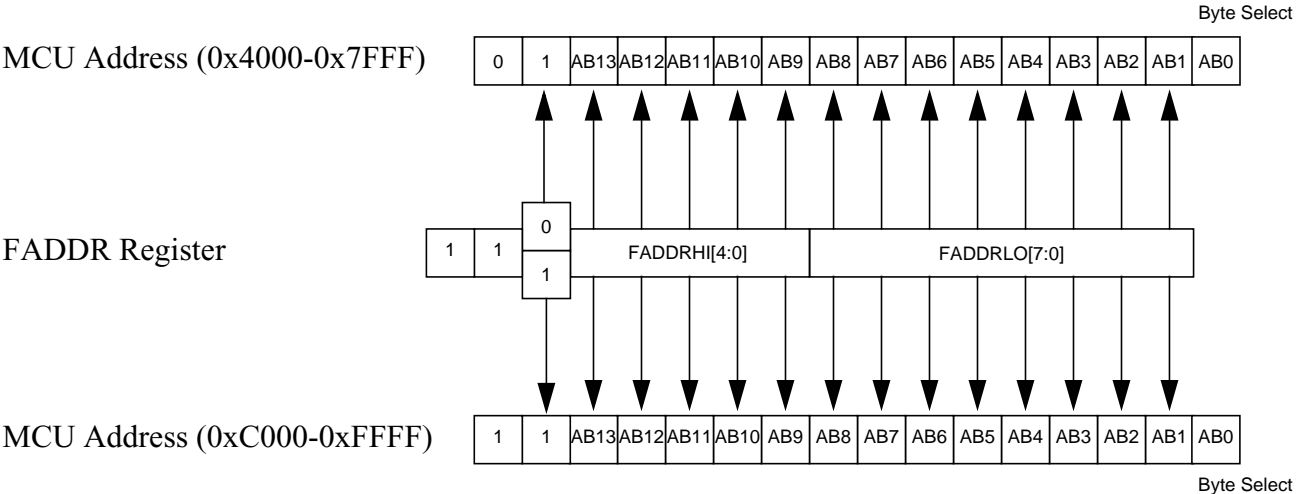 Byte Select
MCU Address (0x4000-0x7FFF) 0 1 AB13 AB12 AB11 AB10 AB9 AB8 AB7 AB6 AB5 AB4 AB3 AB2 AB1 AB0
0
FADDR Register 1 1 FADDRHI[4:0] FADDRLO[7:0]
1
MCU Address (0xC000-0xFFFF) 1 1 AB13 AB12 AB11 AB10 AB9 AB8 AB7 AB6 AB5 AB4 AB3 AB2 AB1 AB0
Byte Select